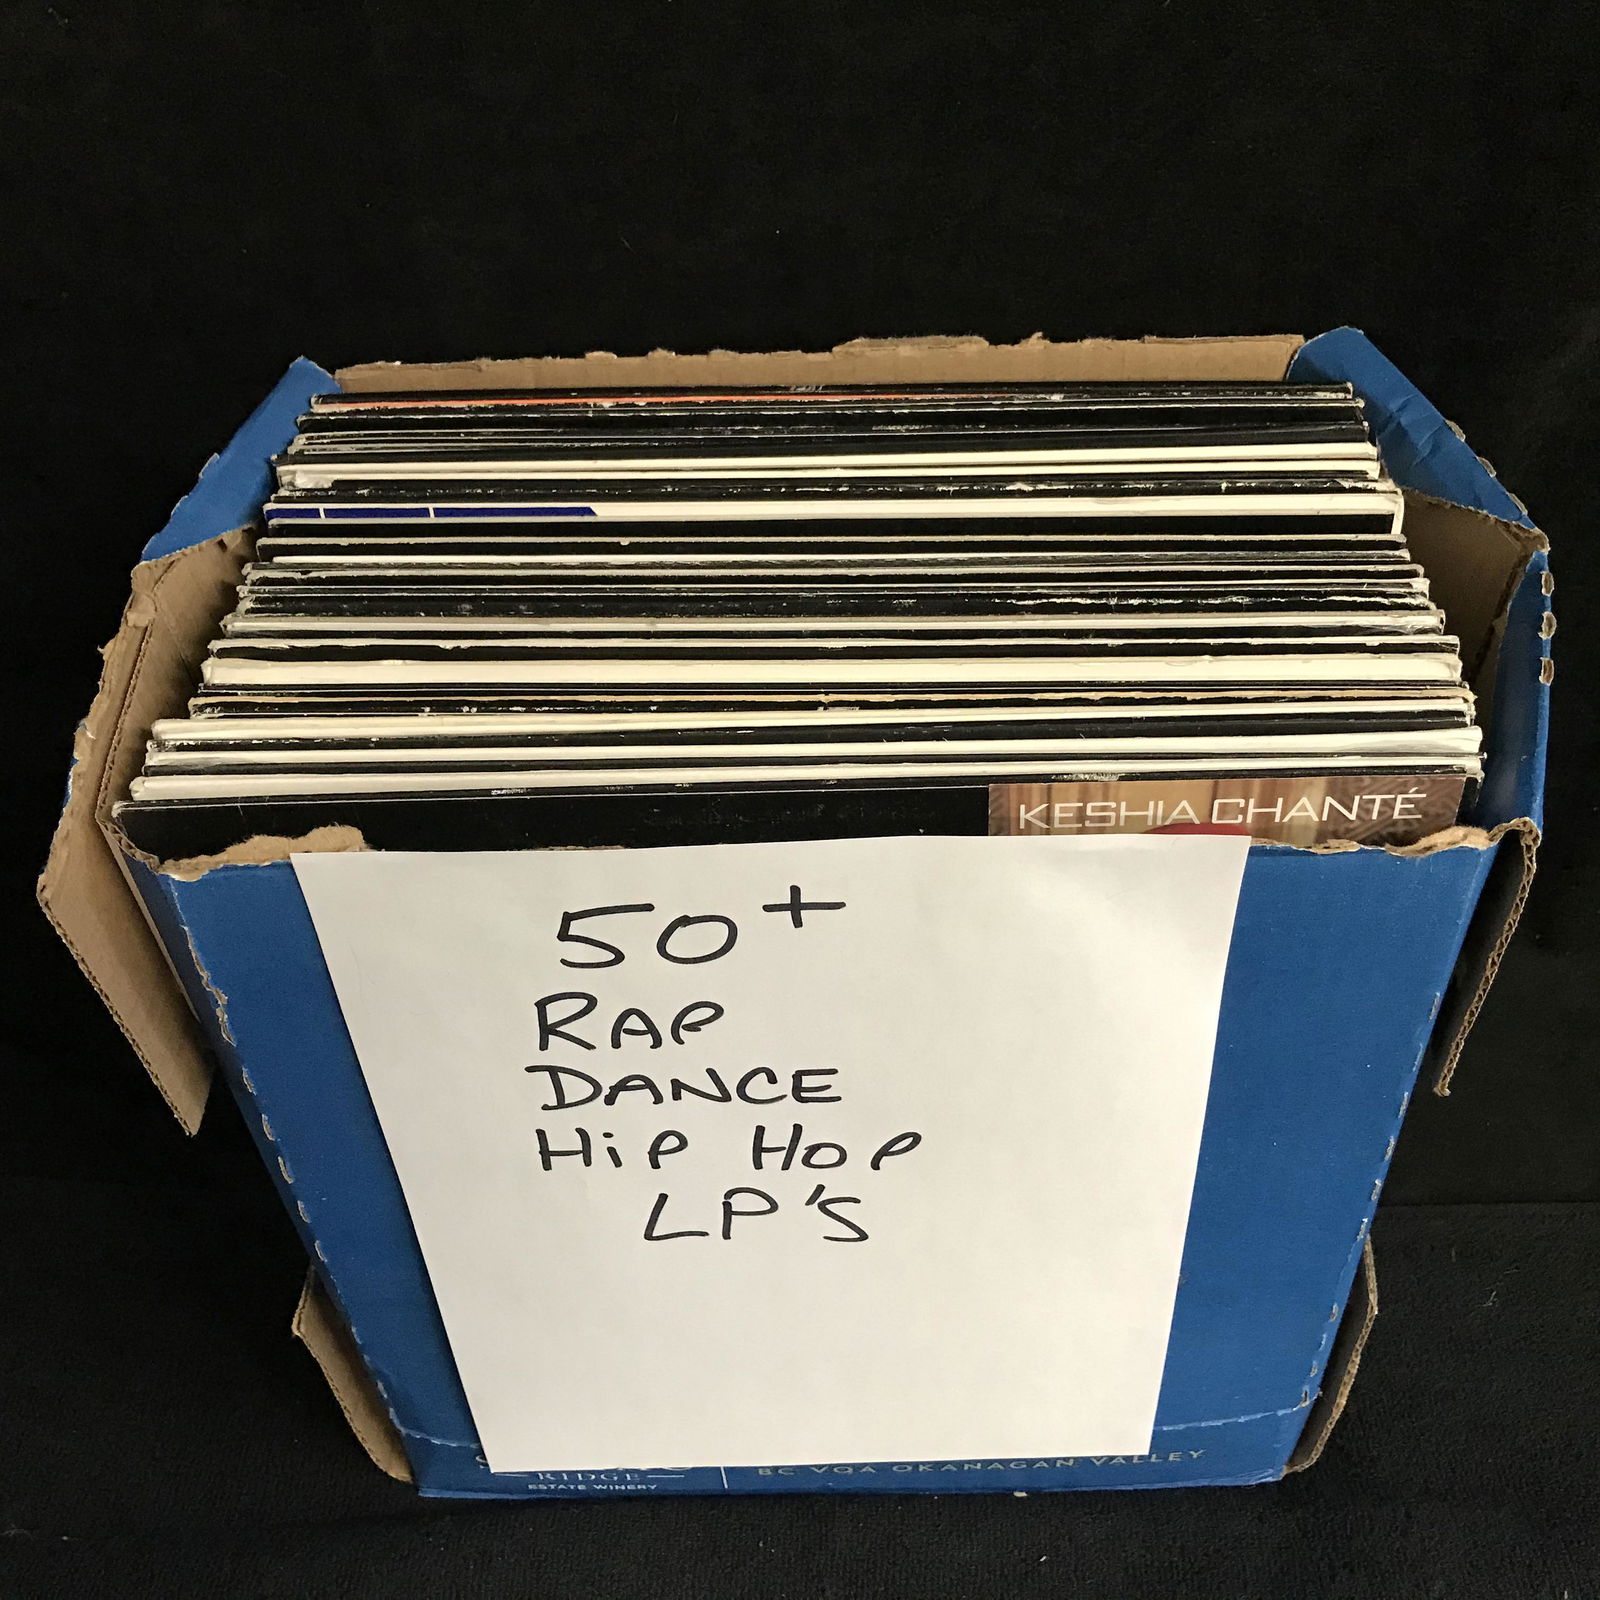 KESHIA CHANTÉ
50+
RAP
DANCE
HiP HOP
LP'S
RIDGE
ESTATE WINERY
BC VQA OKANAGAN VALLEY